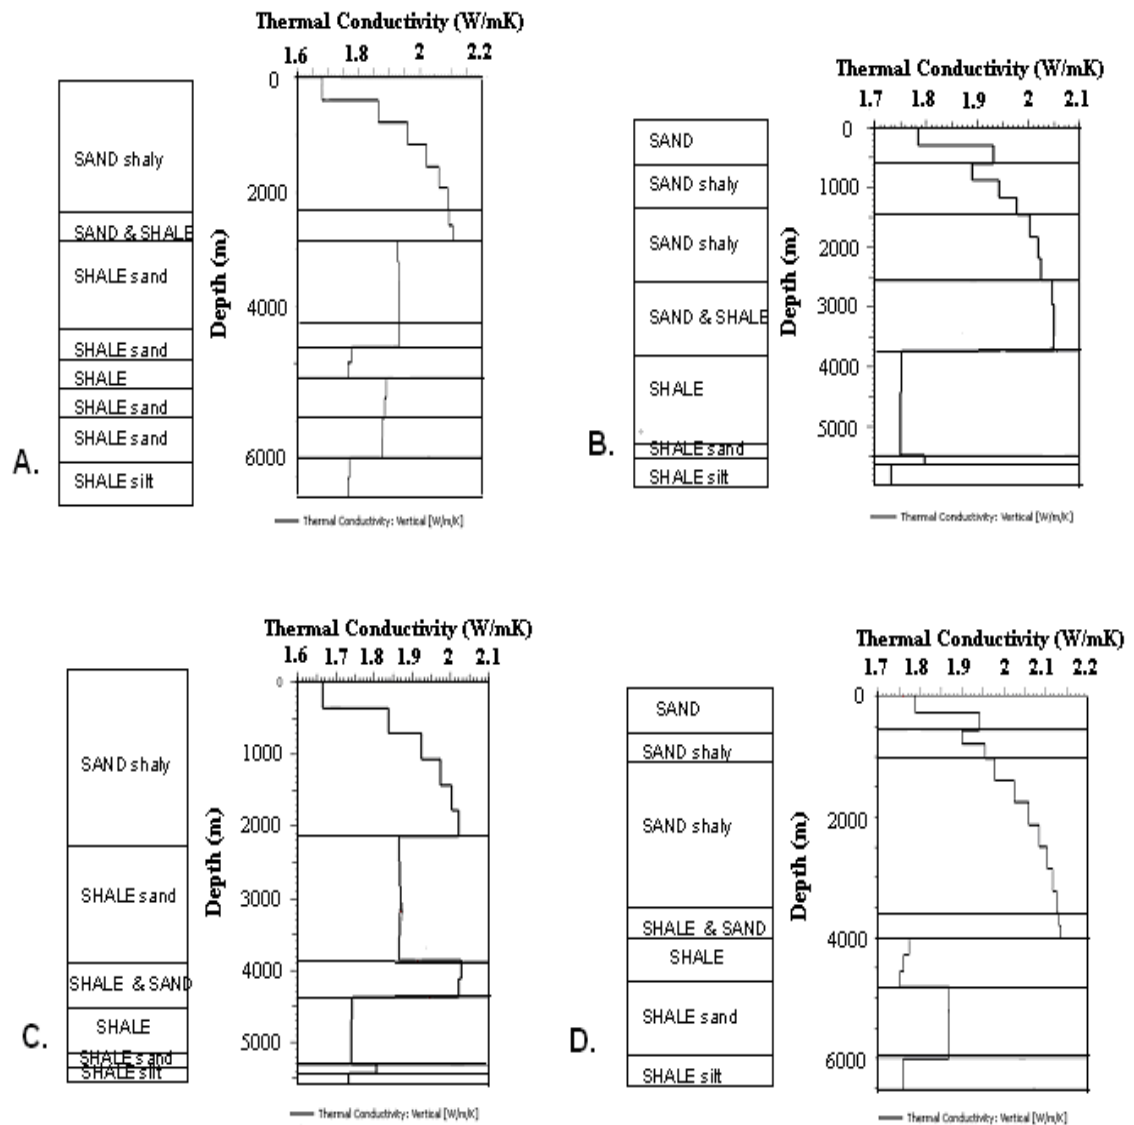 Thermal Conductivity (W/mK)
1.6 1.8 2 2.2
0
2000
4000
6000
Depth (m)
SAND shaly
SAND & SHALE
SHALE sand
SHALE sand
SHALE
SHALE sand
SHALE sand
SHALE silt
A.
Thermal Conductivity: Vertical [W/m/K]
Thermal Conductivity (W/mK)
1.7 1.8 1.9 2 2.1
0
1000
2000
3000
4000
5000
Depth (m)
SAND
SAND shaly
SAND shaly
SAND & SHALE
SHALE
SHALE sand
SHALE silt
B.
Thermal Conductivity: Vertical [W/m/K]
Thermal Conductivity (W/mK)
1.6 1.7 1.8 1.9 2 2.1
0
1000
2000
3000
4000
5000
Depth (m)
SAND shaly
SHALE sand
SHALE & SAND
SHALE
SHALE sand
SHALE silt
C.
Thermal Conductivity: Vertical [W/m/K]
Thermal Conductivity (W/mK)
1.7 1.8 1.9 2 2.1 2.2
0
2000
4000
6000
Depth (m)
SAND
SAND shaly
SAND shaly
SHALE & SAND
SHALE
SHALE sand
SHALE silt
D.
Thermal Conductivity: Vertical [W/m/K]